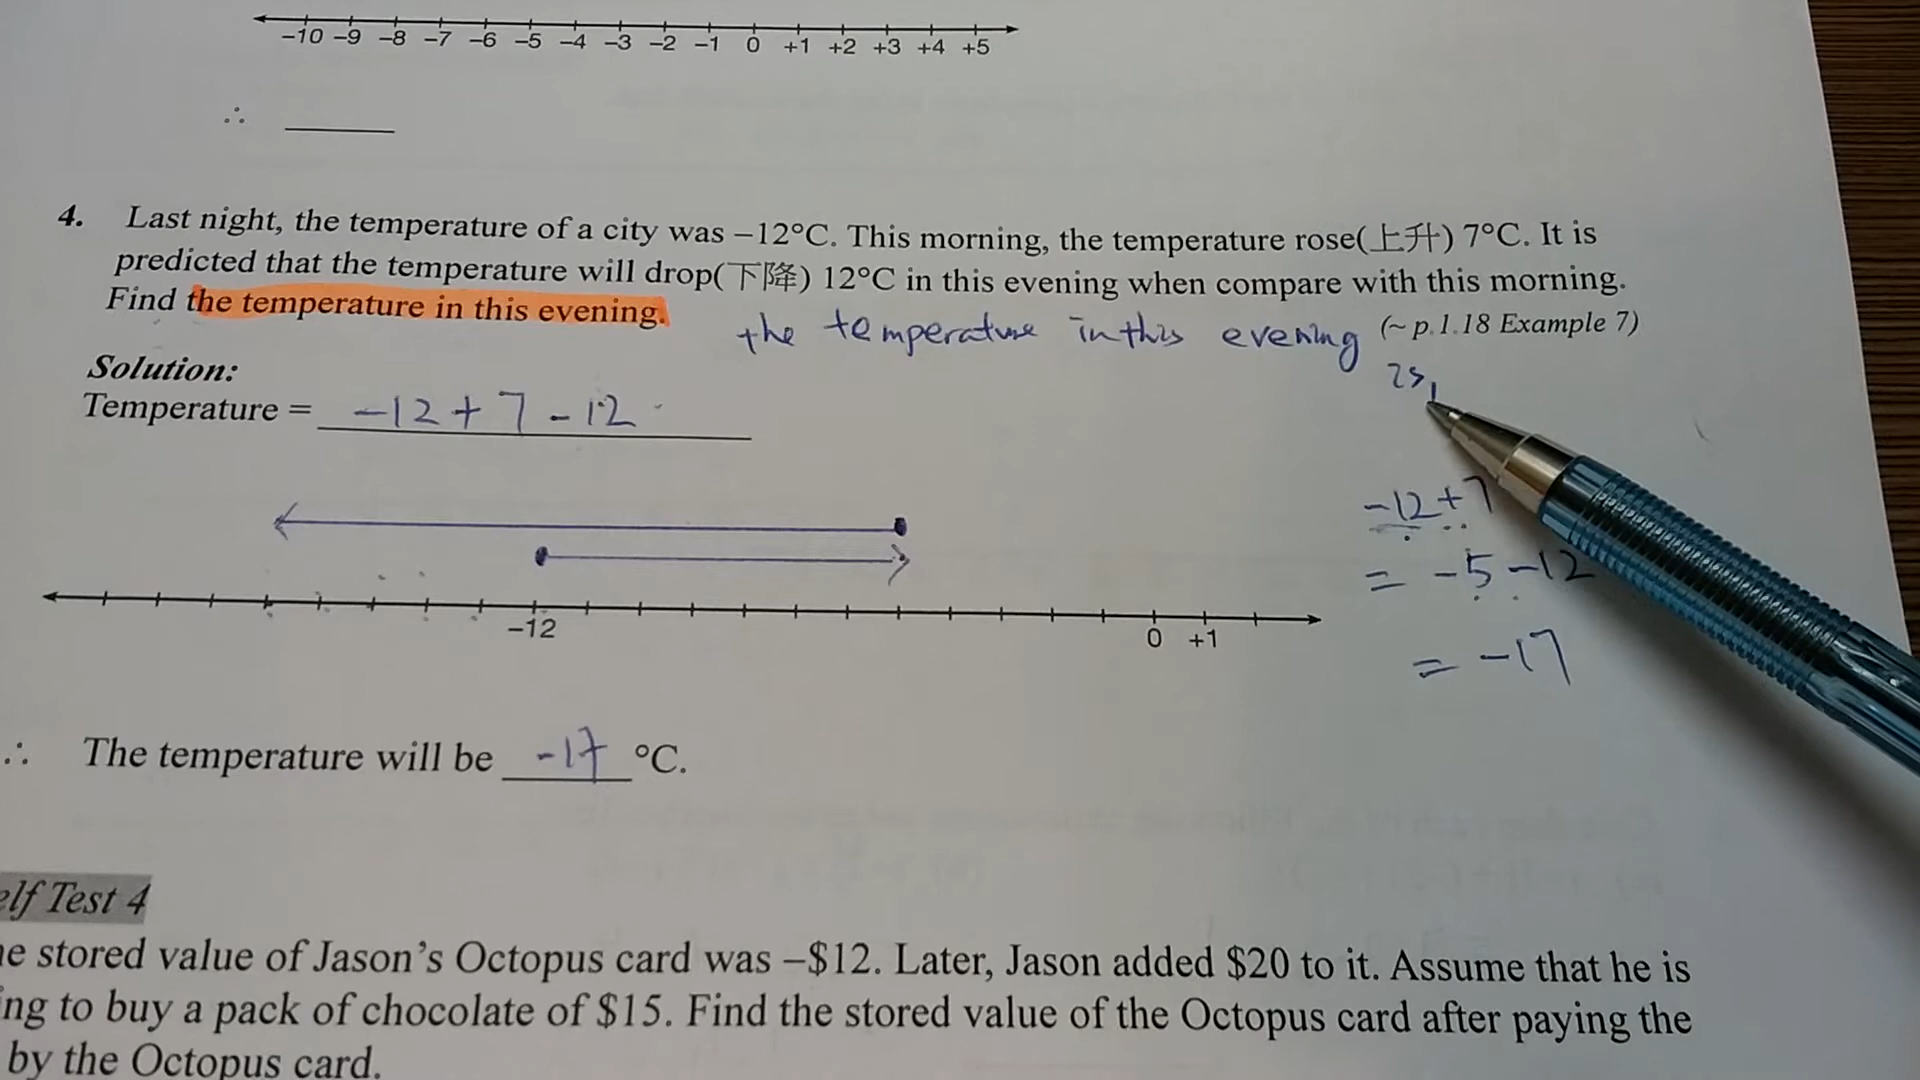 −10 −9 −8 −7 −6 −5 −4 −3 −2 −1 0 +1 +2 +3 +4 +5
∴
4. Last night, the temperature of a city was −12°C. This morning, the temperature rose(上升) 7°C. It is
predicted that the temperature will drop(下降) 12°C in this evening when compare with this morning.
Find the temperature in this evening.
(~ p.1.18 Example 7)
the temperature in this evening
is
Solution:
Temperature = -12+7-12
-12+7
= -5-12
= -17
−12 0 +1
∴ The temperature will be -17 °C.
elf Test 4
e stored value of Jason’s Octopus card was −$12. Later, Jason added $20 to it. Assume that he is
ing to buy a pack of chocolate of $15. Find the stored value of the Octopus card after paying the
by the Octopus card.